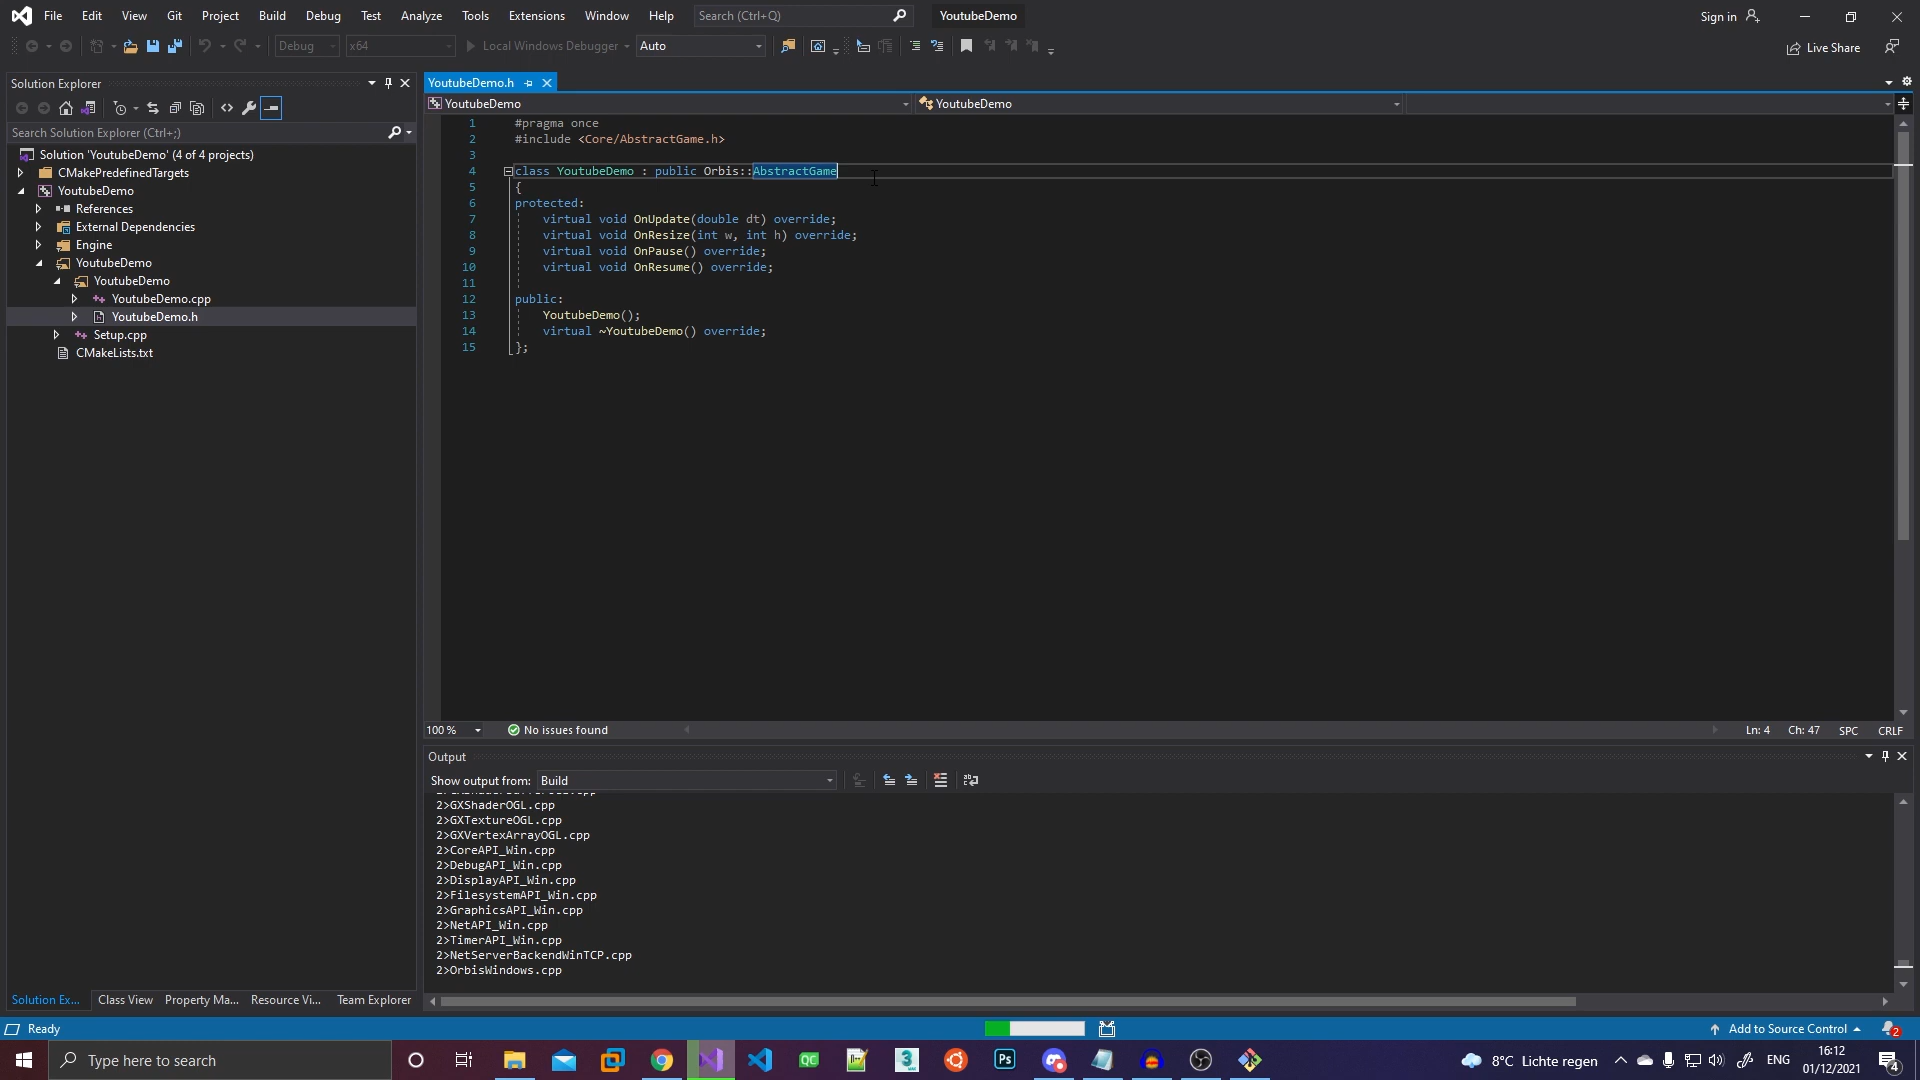 File Edit View Git Project Build Debug Test Analyze Tools Extensions Window Help Search (Ctrl+Q) YoutubeDemo Sign in
Debug x64 Local Windows Debugger Auto Live Share
Solution Explorer
Search Solution Explorer (Ctrl+;)
Solution 'YoutubeDemo' (4 of 4 projects)
CMakePredefinedTargets
YoutubeDemo
References
External Dependencies
Engine
YoutubeDemo
YoutubeDemo
YoutubeDemo.cpp
YoutubeDemo.h
Setup.cpp
CMakeLists.txt
Solution Ex... Class View Property Ma... Resource Vi... Team Explorer
YoutubeDemo.h
YoutubeDemo YoutubeDemo
1 #pragma once
2 #include <Core/AbstractGame.h>
3
4 class YoutubeDemo : public Orbis::AbstractGame
5 {
6 protected:
7 virtual void OnUpdate(double dt) override;
8 virtual void OnResize(int w, int h) override;
9 virtual void OnPause() override;
10 virtual void OnResume() override;
11
12 public:
13 YoutubeDemo();
14 virtual ~YoutubeDemo() override;
15 };
100 % No issues found Ln: 4 Ch: 47 SPC CRLF
Output
Show output from: Build
2>GXShaderOGL.cpp
2>GXTextureOGL.cpp
2>GXVertexArrayOGL.cpp
2>CoreAPI_Win.cpp
2>DebugAPI_Win.cpp
2>DisplayAPI_Win.cpp
2>FilesystemAPI_Win.cpp
2>GraphicsAPI_Win.cpp
2>NetAPI_Win.cpp
2>TimerAPI_Win.cpp
2>NetServerBackendWinTCP.cpp
2>OrbisWindows.cpp
Ready Add to Source Control 2
Type here to search QC Ps 8°C Lichte regen ENG 16:12 4
01/12/2021